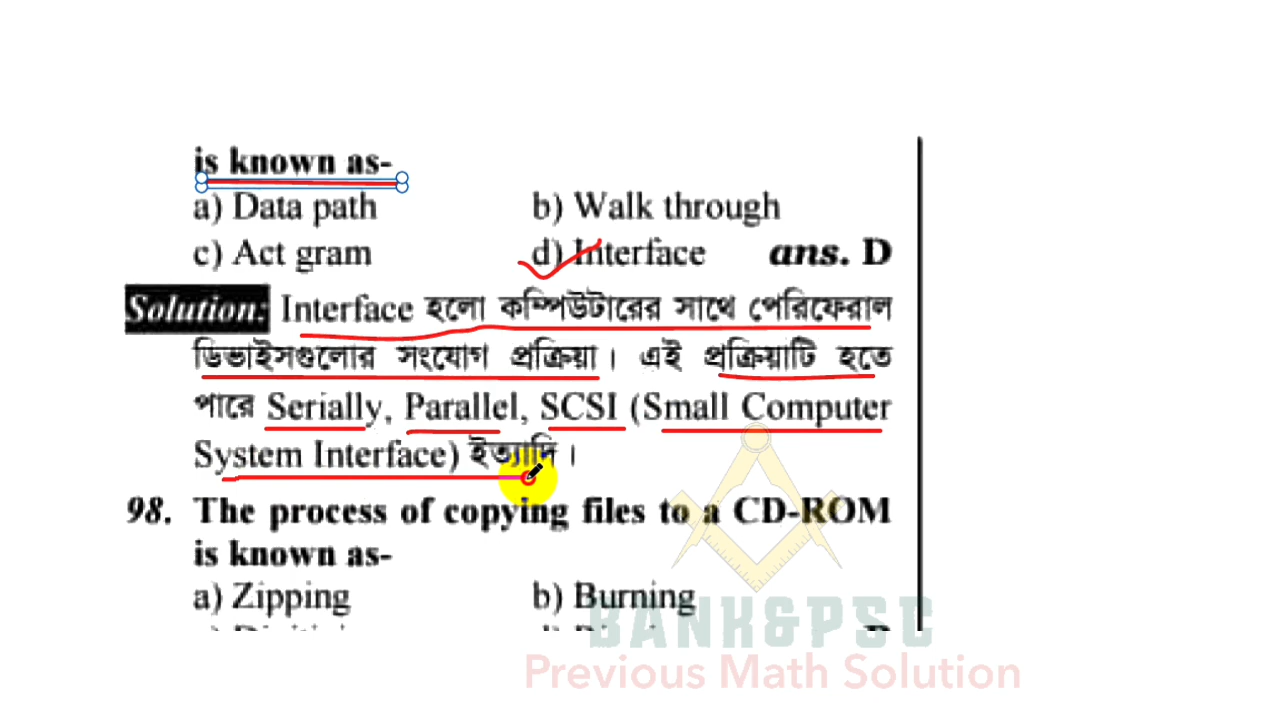 is known as-
a) Data path b) Walk through
c) Act gram d) Interface ans. D
Solution: Interface হলো কম্পিউটারের সাথে পেরিফেরাল
ডিভাইসগুলোর সংযোগ প্রক্রিয়া। এই প্রক্রিয়াটি হতে
পারে Serially, Parallel, SCSI (Small Computer
System Interface) ইত্যাদি।
98. The process of copying files to a CD-ROM
is known as-
a) Zipping b) Burning
BANK&PSC
Previous Math Solution